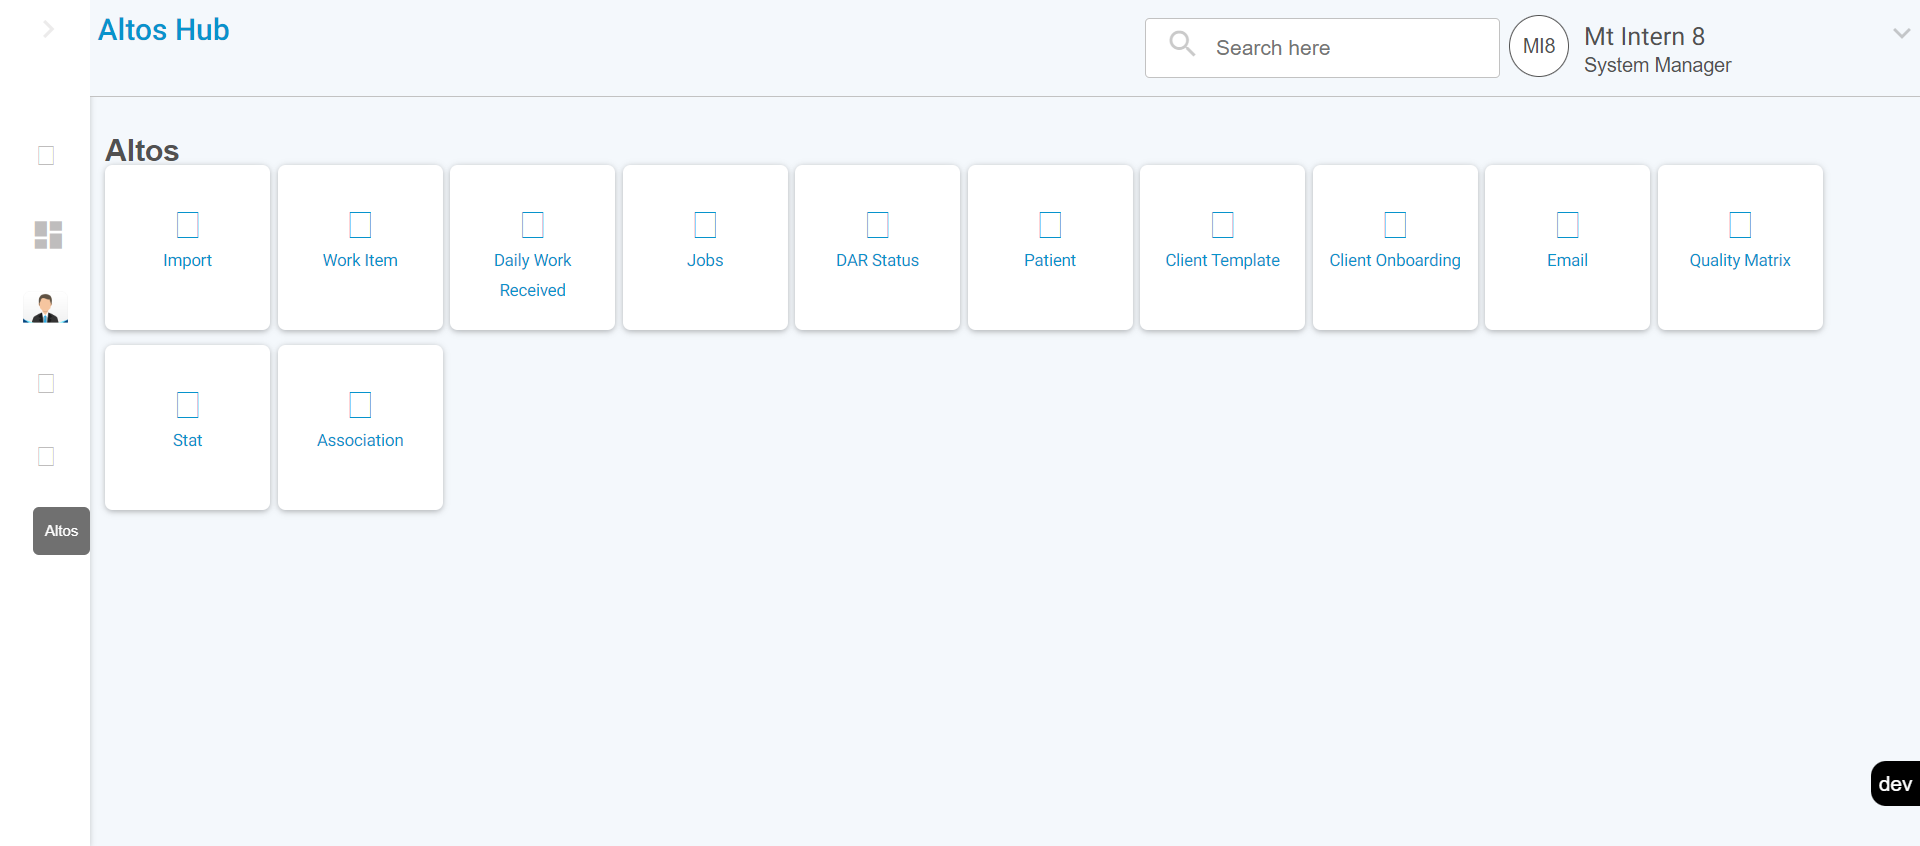 Altos Hub
Search here
MI8
Mt Intern 8
System Manager
Altos
Import
Work Item
Daily Work
Received
Jobs
DAR Status
Patient
Client Template
Client Onboarding
Email
Quality Matrix
Stat
Association
Altos
dev